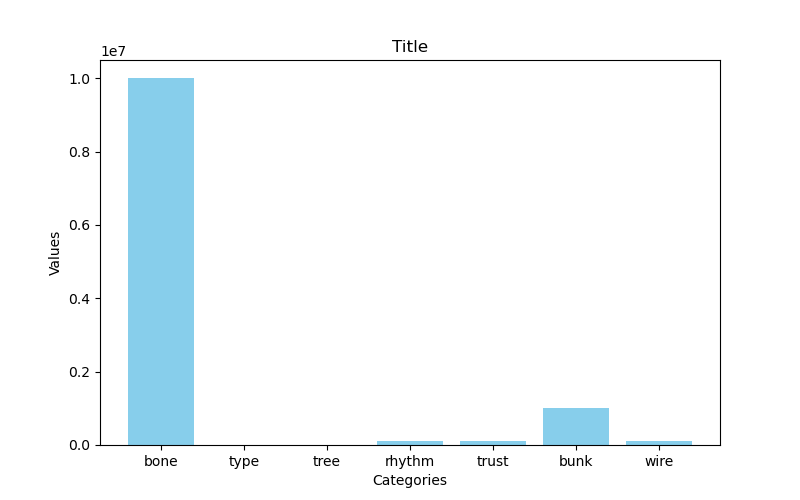 Title
1e7
1.0
0.8
0.6
0.4
0.2
0.0
Values
bone type tree rhythm trust bunk wire
Categories